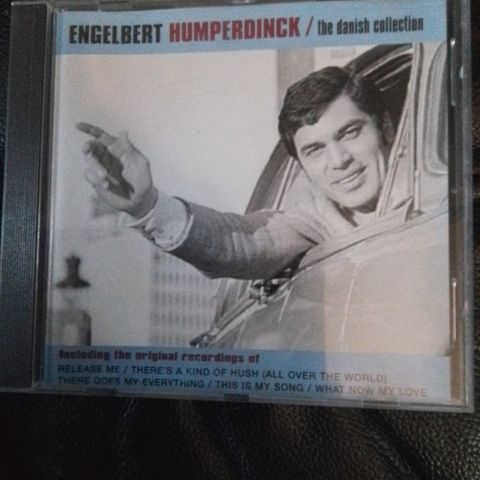 ENGELBERT HUMPERDINCK / the danish collection
Including the original recordings of
RELEASE ME / THERE'S A KIND OF HUSH (ALL OVER THE WORLD)
THERE GOES MY EVERYTHING / THIS IS MY SONG / WHAT NOW MY LOVE